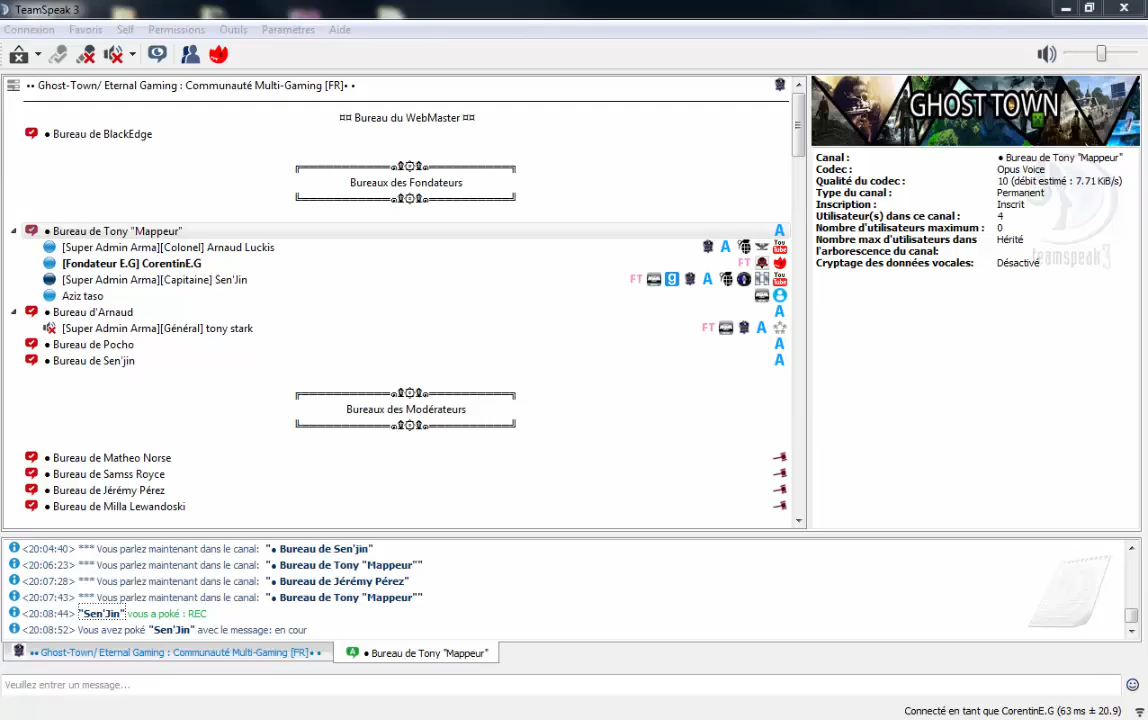 TeamSpeak 3
Connexion Favoris Self Permissions Outils Paramètres Aide
•• Ghost-Town/ Eternal Gaming : Communauté Multi-Gaming [FR]• •
¤¤ Bureau du WebMaster ¤¤
● Bureau de BlackEdge
Bureaux des Fondateurs
● Bureau de Tony "Mappeur"
[Super Admin Arma][Colonel] Arnaud Luckis
[Fondateur E.G] CorentinE.G
FT
[Super Admin Arma][Capitaine] Sen'Jin
FT
Aziz taso
● Bureau d'Arnaud
[Super Admin Arma][Général] tony stark
FT
● Bureau de Pocho
● Bureau de Sen'jin
Bureaux des Modérateurs
● Bureau de Matheo Norse
● Bureau de Samss Royce
● Bureau de Jérémy Pérez
● Bureau de Milla Lewandoski
GHOST TOWN
Canal : ● Bureau de Tony "Mappeur"
Codec : Opus Voice
Qualité du codec : 10 (débit estimé : 7.71 KiB/s)
Type du canal : Permanent
Inscription : Inscrit
Utilisateur(s) dans ce canal : 4
Nombre d'utilisateurs maximum : 0
Nombre max d'utilisateurs dans l'arborescence du canal: Hérité
Cryptage des données vocales: Désactivé
teamspeak3
<20:04:40> *** Vous parlez maintenant dans le canal: "● Bureau de Sen'jin"
<20:06:23> *** Vous parlez maintenant dans le canal: "● Bureau de Tony "Mappeur""
<20:07:28> *** Vous parlez maintenant dans le canal: "● Bureau de Jérémy Pérez"
<20:07:43> *** Vous parlez maintenant dans le canal: "● Bureau de Tony "Mappeur""
<20:08:44> "Sen'Jin" vous a poké : REC
<20:08:52> Vous avez poké "Sen'Jin" avec le message: en cour
•• Ghost-Town/ Eternal Gaming : Communauté Multi-Gaming [FR]• •
● Bureau de Tony "Mappeur"
Veuillez entrer un message...
Connecté en tant que CorentinE.G (63 ms ± 20.9)